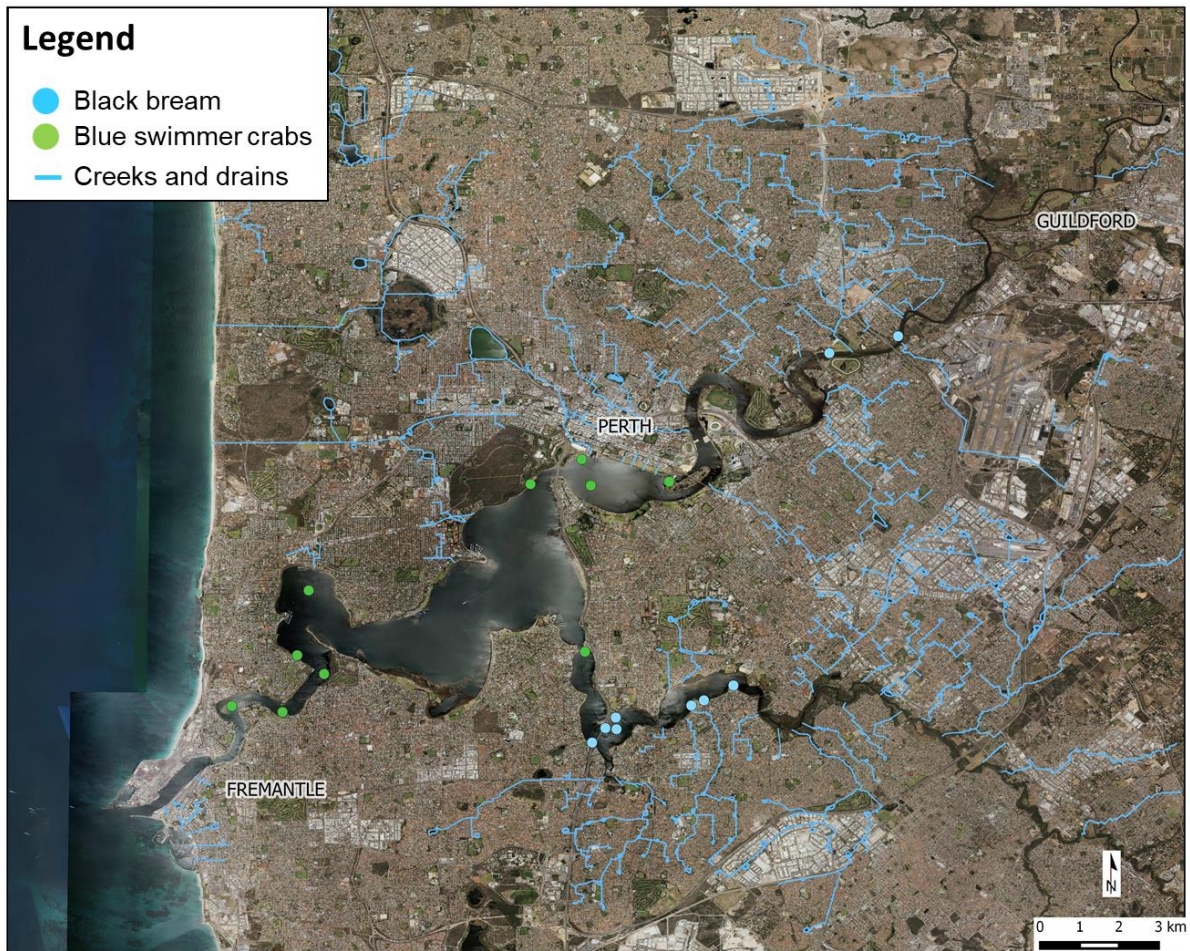 Legend
Black bream
Blue swimmer crabs
Creeks and drains
GUILDFORD
PERTH
FREMANTLE
N
0 1 2 3 km